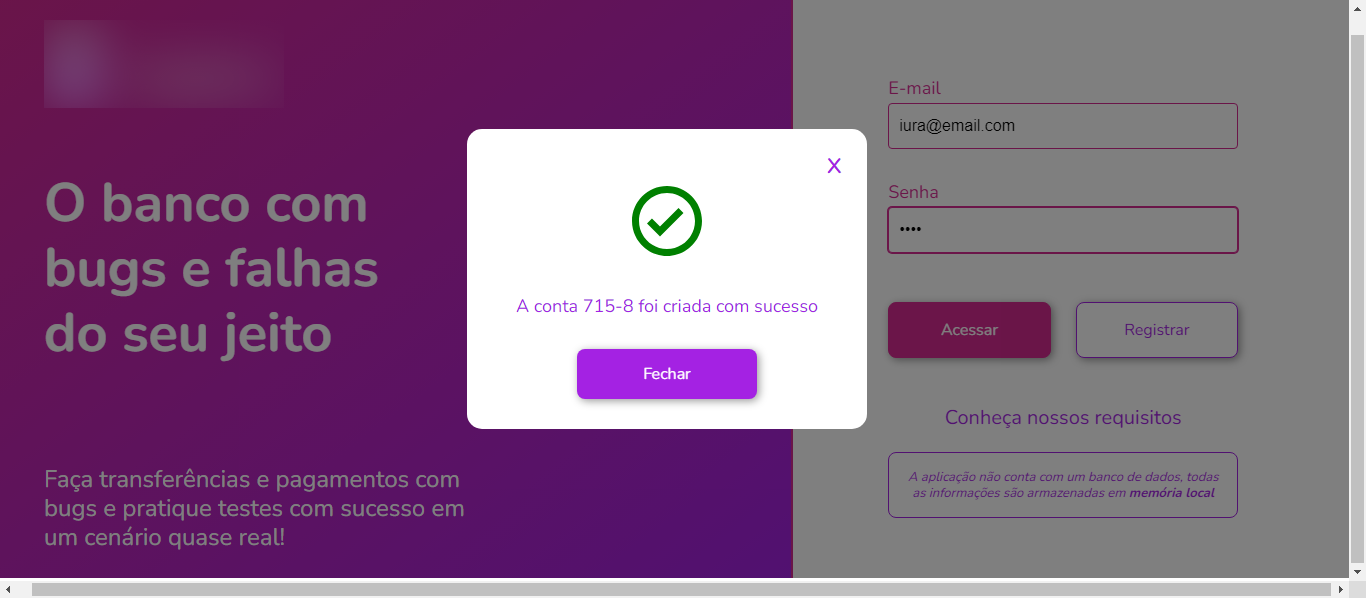 O banco com
bugs e falhas
do seu jeito
Faça transferências e pagamentos com
bugs e pratique testes com sucesso em
um cenário quase real!
X
A conta 715-8 foi criada com sucesso
Fechar
E-mail
iura@email.com
Senha
••••
Acessar
Registrar
Conheça nossos requisitos
A aplicação não conta com um banco de dados, todas
as informações são armazenadas em memória local